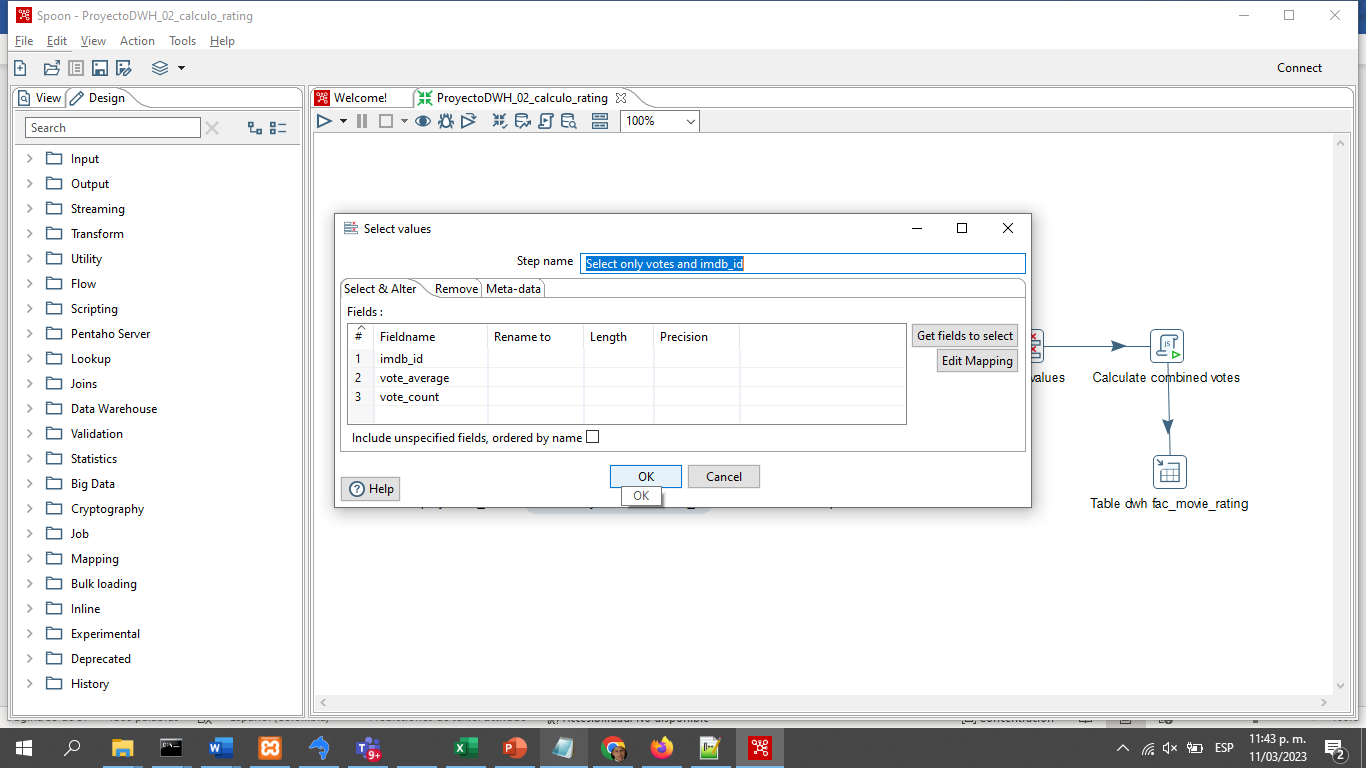 Spoon - ProyectoDWH_02_calculo_rating
File Edit View Action Tools Help
Connect
View Design
Welcome! ProyectoDWH_02_calculo_rating
Search
100%
Input
Output
Streaming
Transform
Utility
Flow
Scripting
Pentaho Server
Lookup
Joins
Data Warehouse
Validation
Statistics
Big Data
Cryptography
Job
Mapping
Bulk loading
Inline
Experimental
Deprecated
History
Select values
Step name Select only votes and imdb_id
Select & Alter Remove Meta-data
Fields :
# Fieldname Rename to Length Precision
1 imdb_id
2 vote_average
3 vote_count
Get fields to select
Edit Mapping
Include unspecified fields, ordered by name
OK Cancel
Help
OK
alues
Calculate combined votes
Table dwh fac_movie_rating
JS
9+
ESP
11:43 p. m.
11/03/2023
2